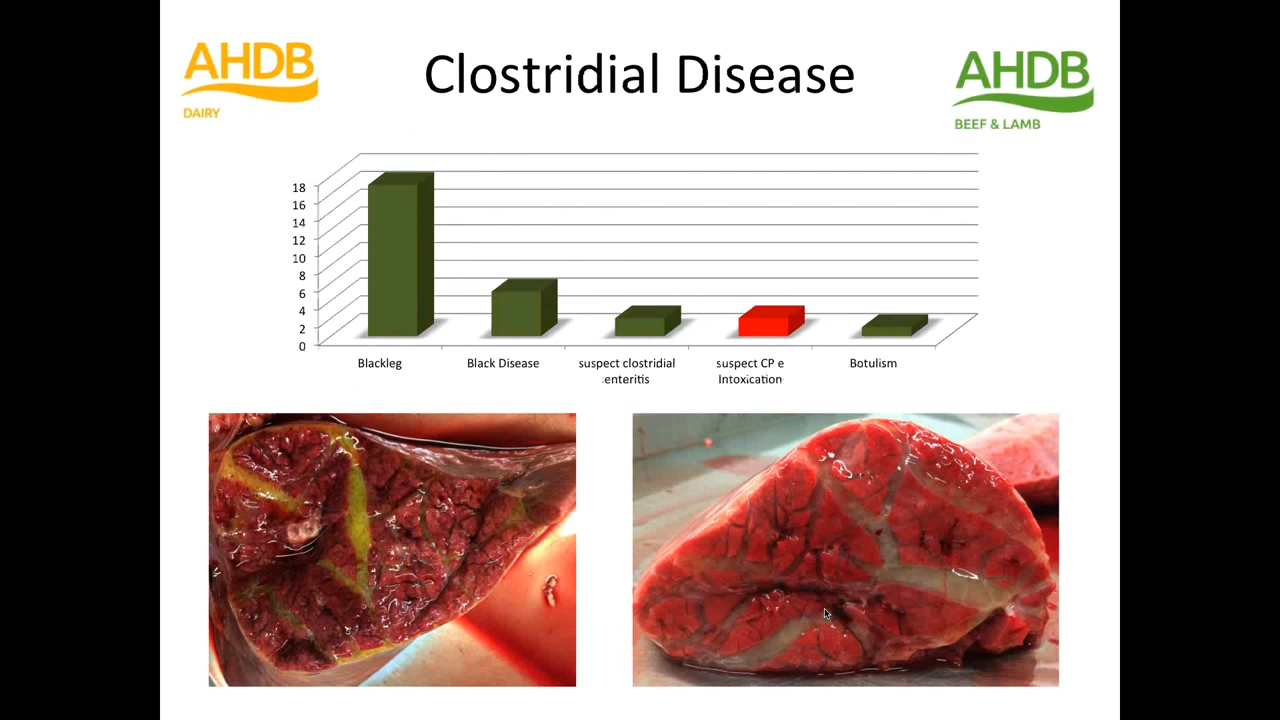 AHDB
DAIRY
Clostridial Disease
AHDB
BEEF & LAMB
18
16
14
12
10
8
6
4
2
0
Blackleg
Black Disease
suspect clostridial
enteritis
suspect CP e
Intoxication
Botulism